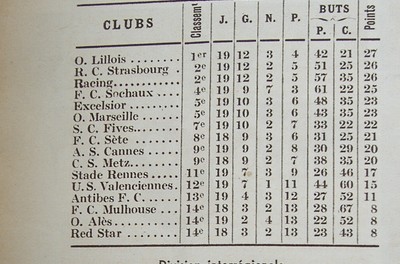 CLUBS Classemt J. G. N. P. BUTS Points
P. C.
O. Lillois ....... 1er 19 12 3 4 42 21 27
R. C. Strasbourg . 2e 19 12 2 5 51 25 26
Racing .......... 2e 19 12 2 5 57 35 26
F. C. Sochaux ... 4e 19 9 7 3 61 22 25
Excelsior ....... 5e 19 10 3 6 48 35 23
O. Marseille .... 5e 19 10 3 6 43 35 23
S. C. Fives...... 7e 19 10 2 7 33 22 22
F. C. Sète ...... 8e 18 9 3 6 31 25 21
A. S. Cannes .... 9e 19 9 2 8 30 29 20
C. S. Metz....... 9e 18 9 2 7 38 35 20
Stade Rennes .... 11e 19 7 3 9 26 46 17
U. S. Valenciennes. 12e 19 7 1 11 44 60 15
Antibes F. C. ... 13e 19 4 3 12 27 52 11
F. C. Mulhouse .. 14e 18 3 2 13 28 67 8
O. Alès ......... 14e 19 2 4 13 52 8
Red Star ........ 14e 18 3 2 13 23 43 8